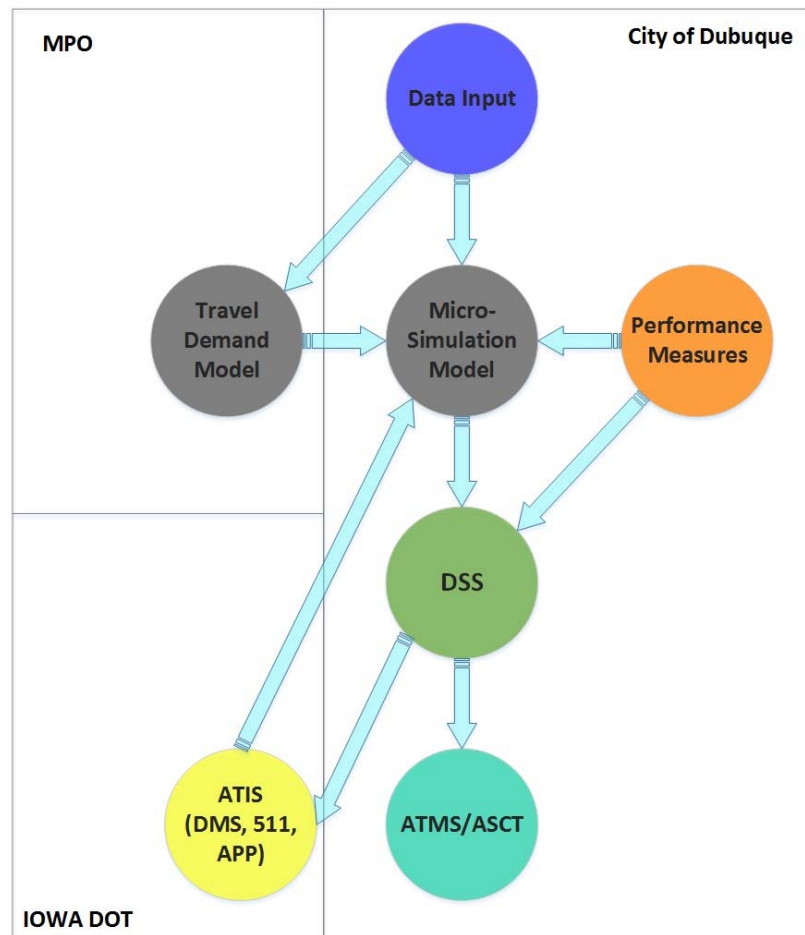 MPO
City of Dubuque
Data Input
Travel
Demand
Model
Micro-
Simulation
Model
Performance
Measures
DSS
ATIS
(DMS, 511,
APP)
ATMS/ASCT
IOWA DOT